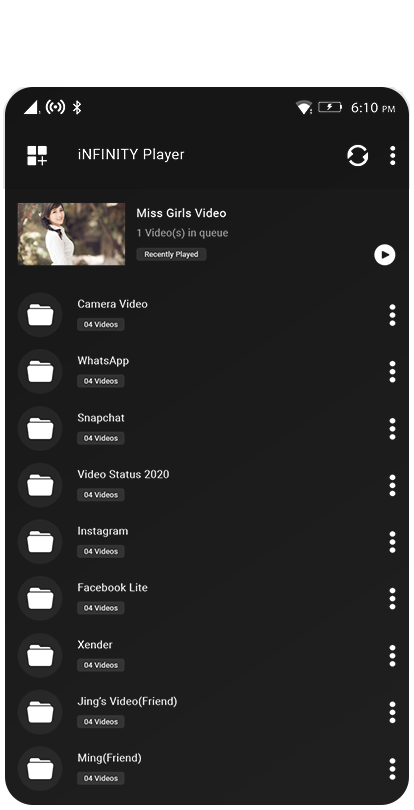 6:10 PM
iNFINITY Player
Miss Girls Video
1 Video(s) in queue
Recently Played
Camera Video
04 Videos
WhatsApp
04 Videos
Snapchat
04 Videos
Video Status 2020
04 Videos
Instagram
04 Videos
Facebook Lite
04 Videos
Xender
04 Videos
Jing's Video(Friend)
04 Videos
Ming(Friend)
04 Videos